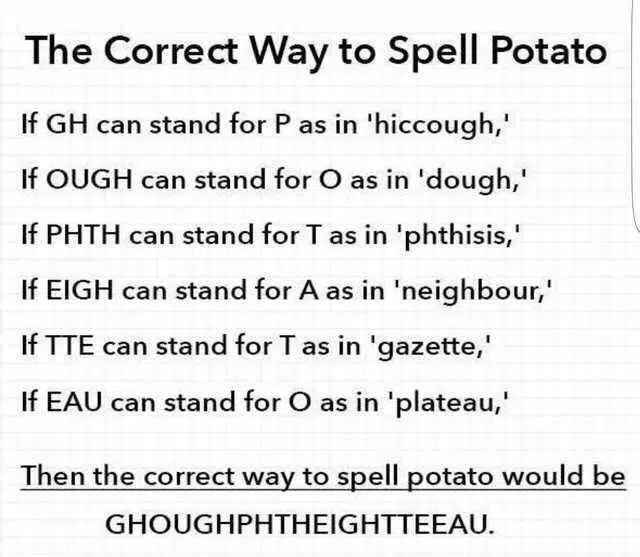 The Correct Way to Spell Potato
If GH can stand for P as in 'hiccough,'
If OUGH can stand for O as in 'dough,'
If PHTH can stand for T as in 'phthisis,'
If EIGH can stand for A as in 'neighbour,'
If TTE can stand for T as in 'gazette,'
If EAU can stand for O as in 'plateau,'
Then the correct way to spell potato would be
GHOUGHPHTHEIGHTTEEAU.